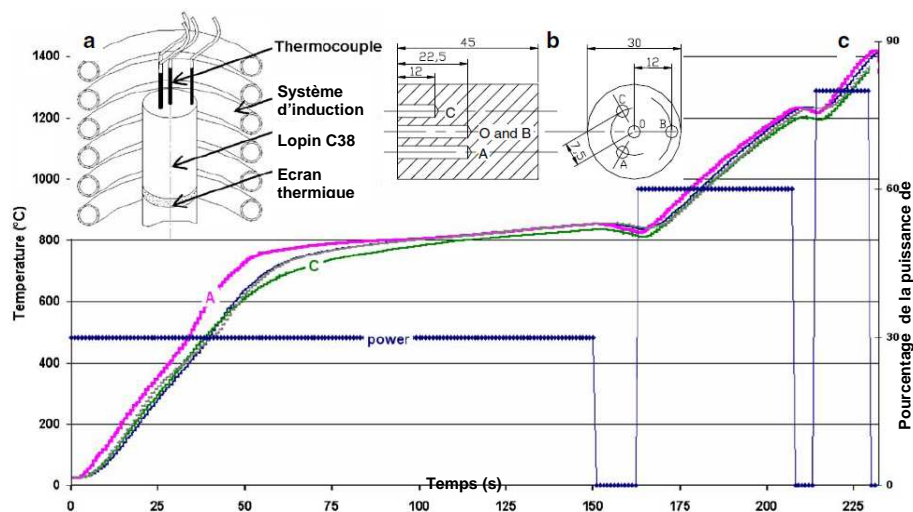 a
Thermocouple
Système
d'induction
Lopin C38
Ecran
thermique
45
b
22,5
12
C
O and B
A
30
12
C
O
B
A
7,5
c
Temperature (°C)
1400
1200
1000
800
600
400
200
0
A
C
power
0
25
50
75
100
125
150
175
200
225
Temps (s)
90
60
30
0
Pourcentage de la puissance de